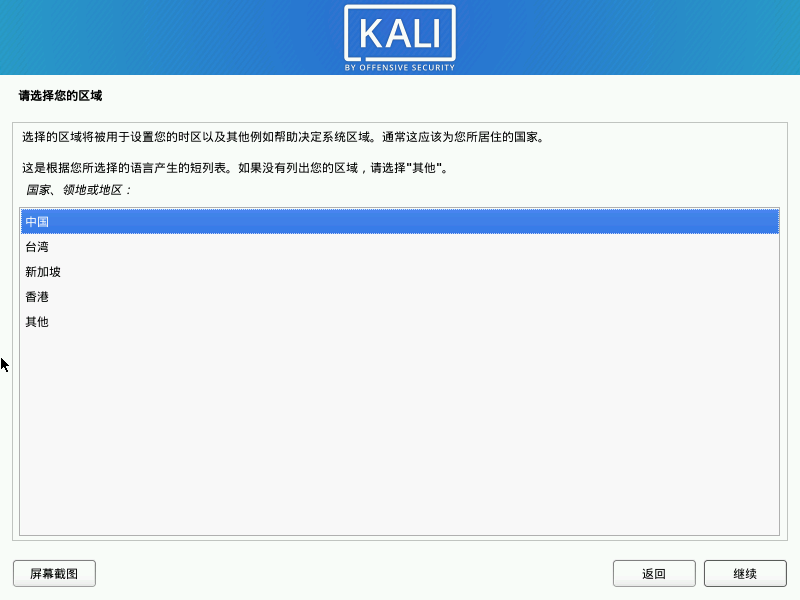 KALI
BY OFFENSIVE SECURITY
请选择您的区域
选择的区域将被用于设置您的时区以及其他例如帮助决定系统区域。通常这应该为您所居住的国家。
这是根据您所选择的语言产生的短列表。如果没有列出您的区域，请选择"其他"。
国家、领地或地区：
中国
台湾
新加坡
香港
其他
屏幕截图
返回
继续